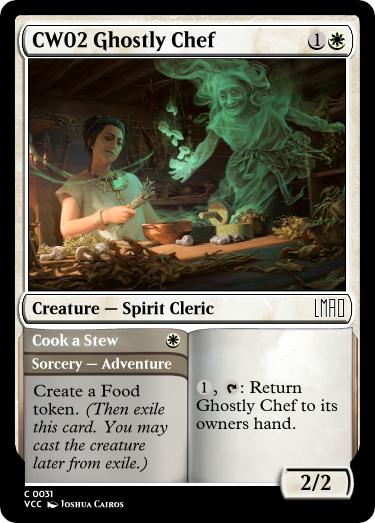 CW02 Ghostly Chef 1
Creature — Spirit Cleric LMAO
Cook a Stew
Sorcery — Adventure
Create a Food
token. (Then exile
this card. You may
cast the creature
later from exile.)
1, : Return
Ghostly Chef to its
owners hand.
2/2
C 0031
VCC Joshua Cairos